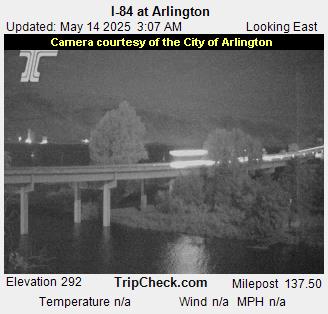 I-84 at Arlington
Updated: May 14 2025 3:07 AM Looking East
Camera courtesy of the City of Arlington
Elevation 292 TripCheck.com Milepost 137.50
Temperature n/a Wind n/a MPH n/a